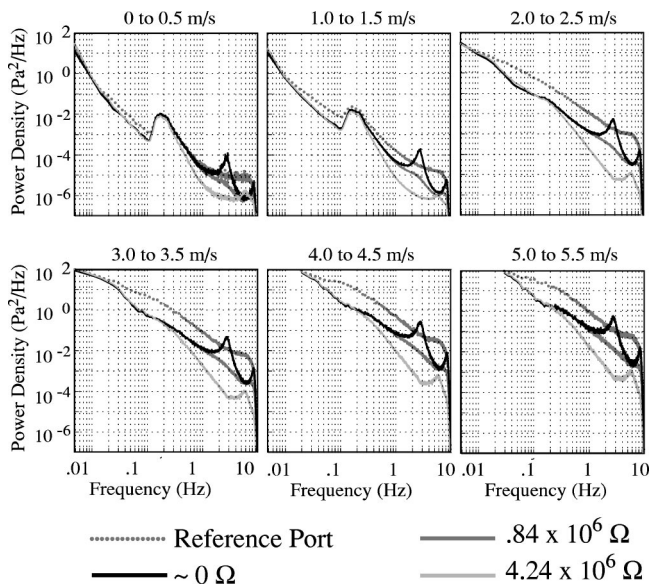 0 to 0.5 m/s
1.0 to 1.5 m/s
2.0 to 2.5 m/s
Power Density (Pa²/Hz)
10 2
10 0
10 -2
10 -4
10 -6
3.0 to 3.5 m/s
4.0 to 4.5 m/s
5.0 to 5.5 m/s
Power Density (Pa²/Hz)
10 2
10 0
10 -2
10 -4
10 -6
.01 .1 1 10
.01 .1 1 10
.01 .1 1 10
Frequency (Hz)
Frequency (Hz)
Frequency (Hz)
Reference Port
.84 x 10⁶ Ω
~ 0 Ω
4.24 x 10⁶ Ω